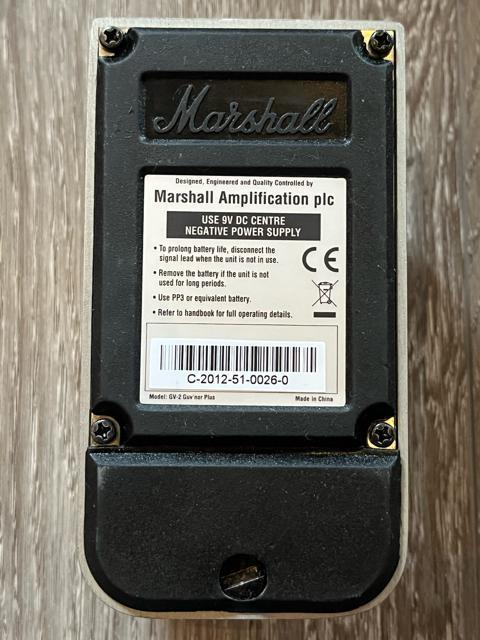 Marshall
Designed, Engineered and Quality Controlled by
Marshall Amplification plc
USE 9V DC CENTRE
NEGATIVE POWER SUPPLY
• To prolong battery life, disconnect the
signal lead when the unit is not in use.
• Remove the battery if the unit is not
used for long periods.
• Use PP3 or equivalent battery.
• Refer to handbook for full operating details.
CE
C-2012-51-0026-0
Model: GV-2 Guv'nor Plus
Made in China